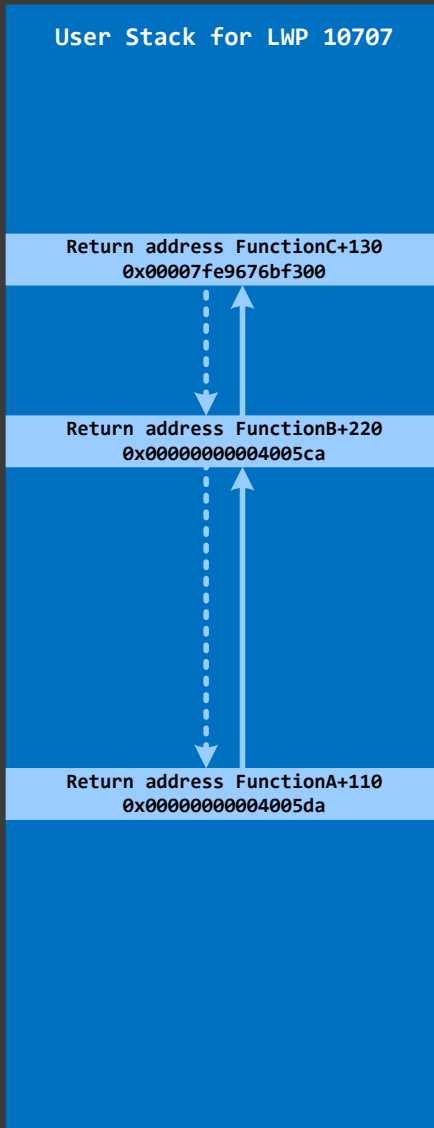 User Stack for LWP 10707
Return address FunctionC+130
0x00007fe9676bf300
Return address FunctionB+220
0x00000000004005ca
Return address FunctionA+110
0x00000000004005da